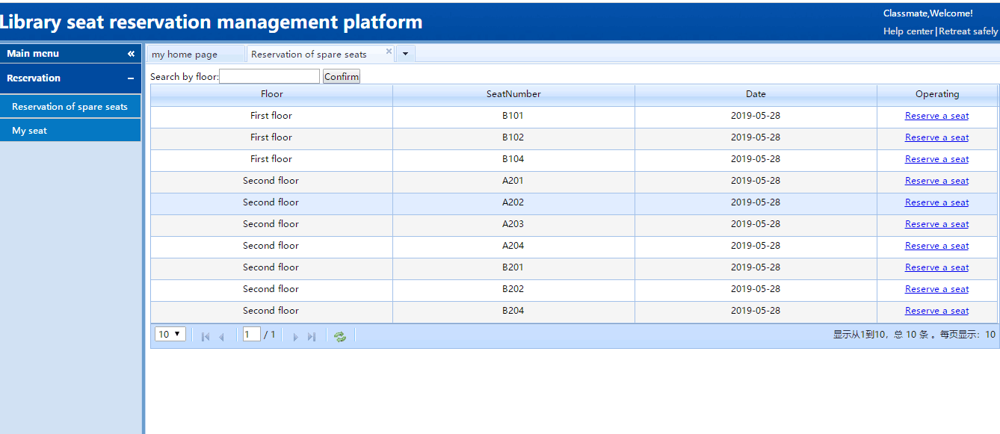 Library seat reservation management platform
Classmate,Welcome!
Help center|Retreat safely
Main menu «
my home page
Reservation of spare seats ×
Reservation −
Search by floor: Confirm
Reservation of spare seats
My seat
Floor SeatNumber Date Operating
First floor B101 2019-05-28 Reserve a seat
First floor B102 2019-05-28 Reserve a seat
First floor B104 2019-05-28 Reserve a seat
Second floor A201 2019-05-28 Reserve a seat
Second floor A202 2019-05-28 Reserve a seat
Second floor A203 2019-05-28 Reserve a seat
Second floor A204 2019-05-28 Reserve a seat
Second floor B201 2019-05-28 Reserve a seat
Second floor B202 2019-05-28 Reserve a seat
Second floor B204 2019-05-28 Reserve a seat
10 1 / 1 显示从1到10，总 10 条 。每页显示：10